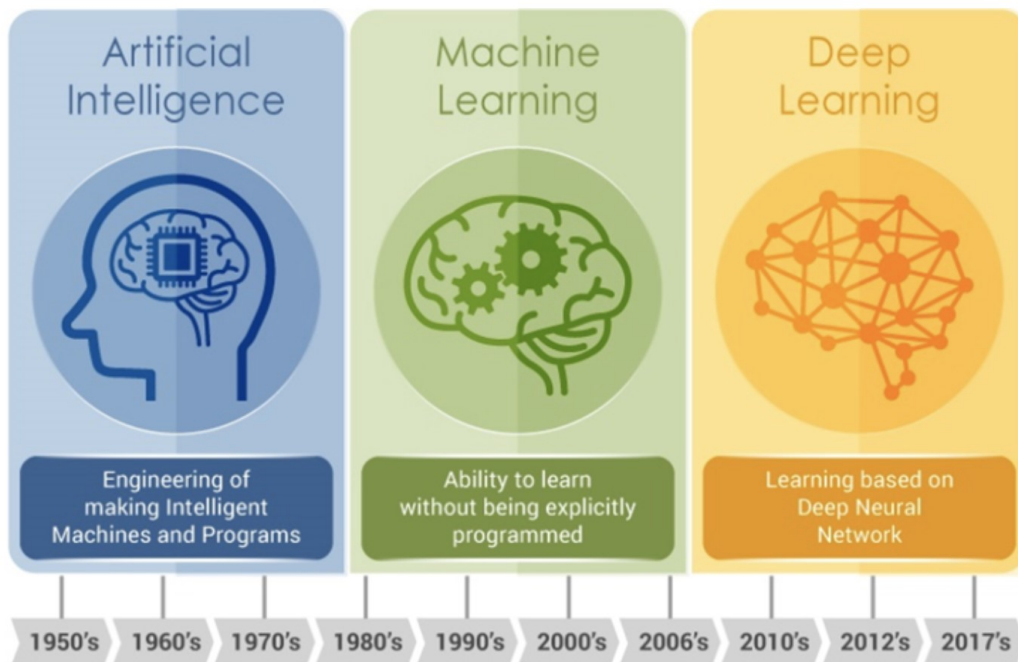 Artificial
Intelligence
Machine
Learning
Deep
Learning
Engineering of
making Intelligent
Machines and Programs
Ability to learn
without being explicitly
programmed
Learning based on
Deep Neural
Network
1950's
1960's
1970's
1980's
1990's
2000's
2006's
2010's
2012's
2017's